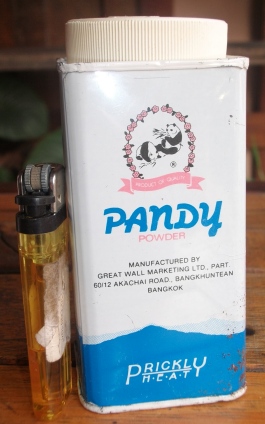 PRODUCT OF QUALITY
®
PANDY
POWDER
MANUFACTURED BY
GREAT WALL MARKETING LTD., PART.
60/12 AKACHAI ROAD, BANGKHUNTEAN
BANGKOK
PRICKLY
HEAT